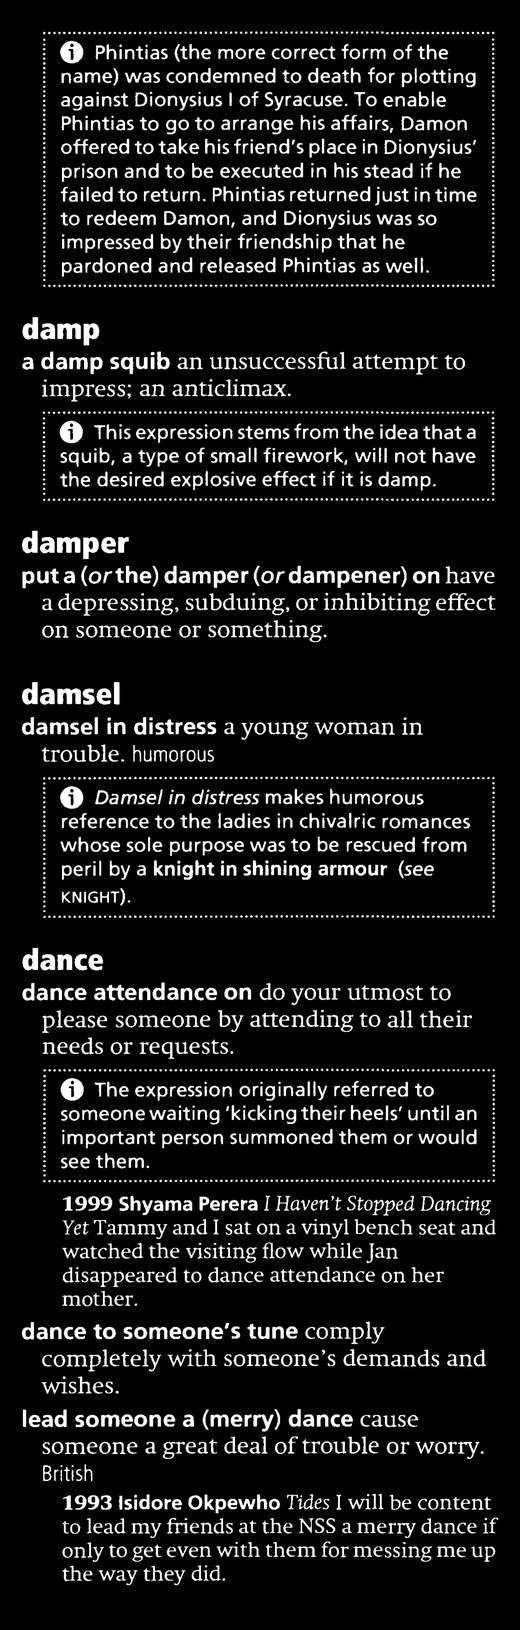 ⓘ Phintias (the more correct form of the
name) was condemned to death for plotting
against Dionysius I of Syracuse. To enable
Phintias to go to arrange his affairs, Damon
offered to take his friend's place in Dionysius'
prison and to be executed in his stead if he
failed to return. Phintias returned just in time
to redeem Damon, and Dionysius was so
impressed by their friendship that he
pardoned and released Phintias as well.
damp
a damp squib an unsuccessful attempt to
impress; an anticlimax.
ⓘ This expression stems from the idea that a
squib, a type of small firework, will not have
the desired explosive effect if it is damp.
damper
put a (or the) damper (or dampener) on have
a depressing, subduing, or inhibiting effect
on someone or something.
damsel
damsel in distress a young woman in
trouble. humorous
ⓘ Damsel in distress makes humorous
reference to the ladies in chivalric romances
whose sole purpose was to be rescued from
peril by a knight in shining armour (see
KNIGHT).
dance
dance attendance on do your utmost to
please someone by attending to all their
needs or requests.
ⓘ The expression originally referred to
someone waiting 'kicking their heels' until an
important person summoned them or would
see them.
1999 Shyama Perera I Haven't Stopped Dancing
Yet Tammy and I sat on a vinyl bench seat and
watched the visiting flow while Jan
disappeared to dance attendance on her
mother.
dance to someone's tune comply
completely with someone's demands and
wishes.
lead someone a (merry) dance cause
someone a great deal of trouble or worry.
British
1993 Isidore Okpewho Tides I will be content
to lead my friends at the NSS a merry dance if
only to get even with them for messing me up
the way they did.